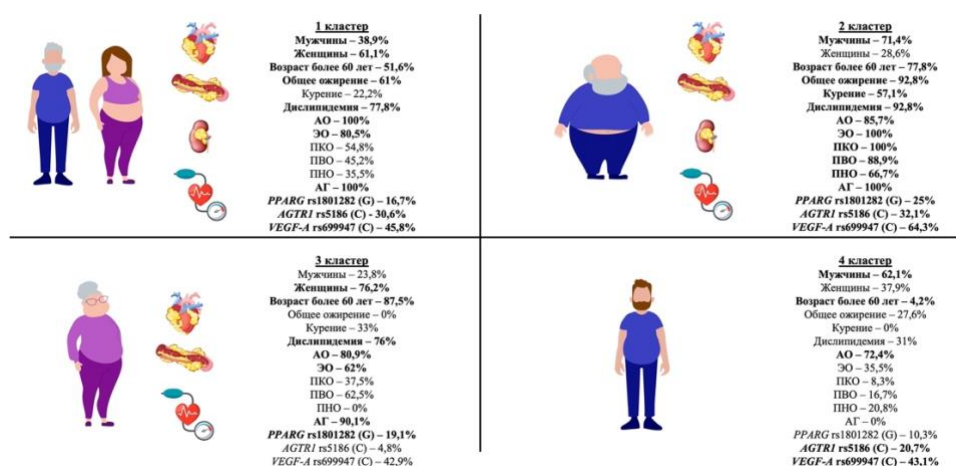 1 кластер
Мужчины – 38,9%
Женщины – 61,1%
Возраст более 60 лет – 51,6%
Общее ожирение – 61%
Курение – 22,2%
Дислипидемия – 77,8%
АО – 100%
ЭО – 80,5%
ПКО – 54,8%
ПВО – 45,2%
ПНО – 35,5%
АГ – 100%
PPARG rs1801282 (G) – 16,7%
AGTR1 rs5186 (C) - 30,6%
VEGF-A rs699947 (C) – 45,8%
2 кластер
Мужчины – 71,4%
Женщины – 28,6%
Возраст более 60 лет – 77,8%
Общее ожирение – 92,8%
Курение – 57,1%
Дислипидемия – 92,8%
АО – 85,7%
ЭО – 100%
ПКО – 100%
ПВО – 88,9%
ПНО – 66,7%
АГ – 100%
PPARG rs1801282 (G) – 25%
AGTR1 rs5186 (C) – 32,1%
VEGF-A rs699947 (C) – 64,3%
3 кластер
Мужчины – 23,8%
Женщины – 76,2%
Возраст более 60 лет – 87,5%
Общее ожирение – 0%
Курение – 33%
Дислипидемия – 76%
АО – 80,9%
ЭО – 62%
ПКО – 37,5%
ПВО – 62,5%
ПНО – 0%
АГ – 90,1%
PPARG rs1801282 (G) – 19,1%
AGTR1 rs5186 (C) – 4,8%
VEGF-A rs699947 (C) – 42,9%
4 кластер
Мужчины – 62,1%
Женщины – 37,9%
Возраст более 60 лет – 4,2%
Общее ожирение – 27,6%
Курение – 0%
Дислипидемия – 31%
АО – 72,4%
ЭО – 35,5%
ПКО – 8,3%
ПВО – 16,7%
ПНО – 20,8%
АГ – 0%
PPARG rs1801282 (G) – 10,3%
AGTR1 rs5186 (C) – 20,7%
VEGF-A rs699947 (C) – 43,1%